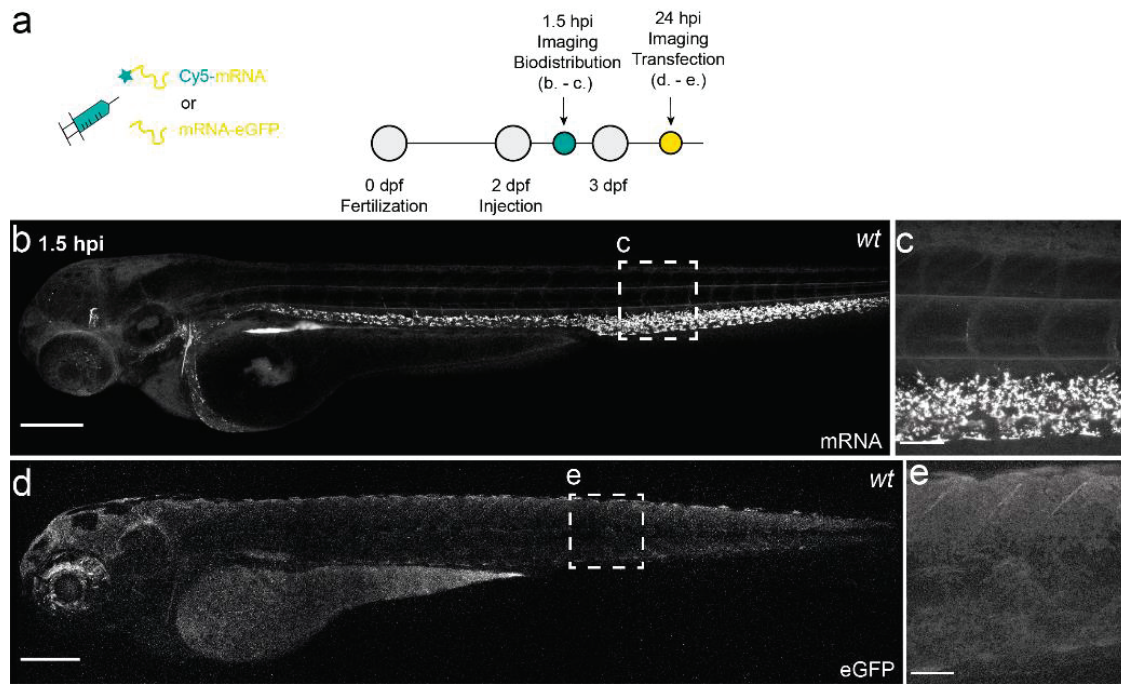 a
Cy5-mRNA
or
mRNA-eGFP
1.5 hpi
Imaging
Biodistribution
(b. - c.)
24 hpi
Imaging
Transfection
(d. - e.)
0 dpf
Fertilization
2 dpf
Injection
3 dpf
b 1.5 hpi
c
wt
mRNA
c
d
e
wt
eGFP
e